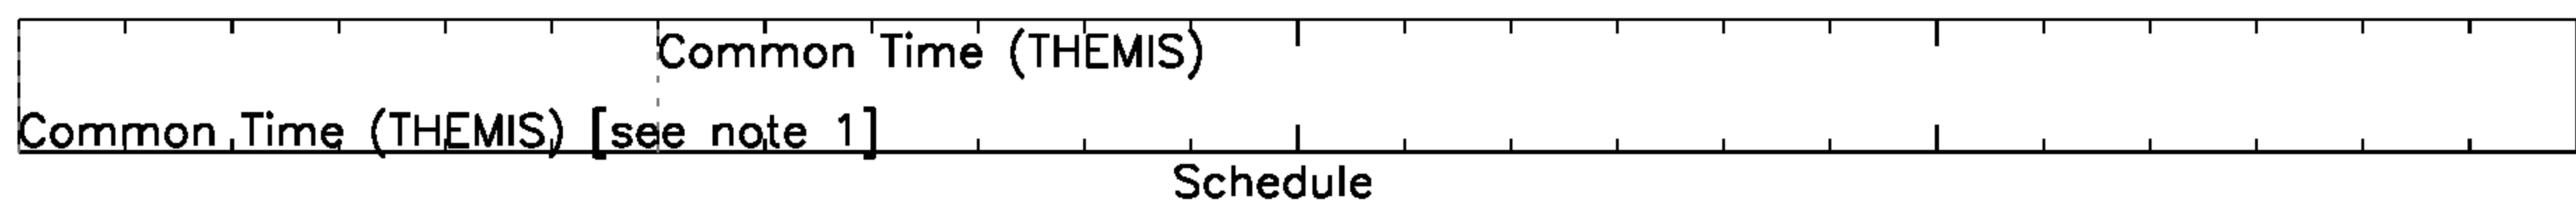 Common Time (THEMIS)
Common Time (THEMIS) [see note 1]
Schedule